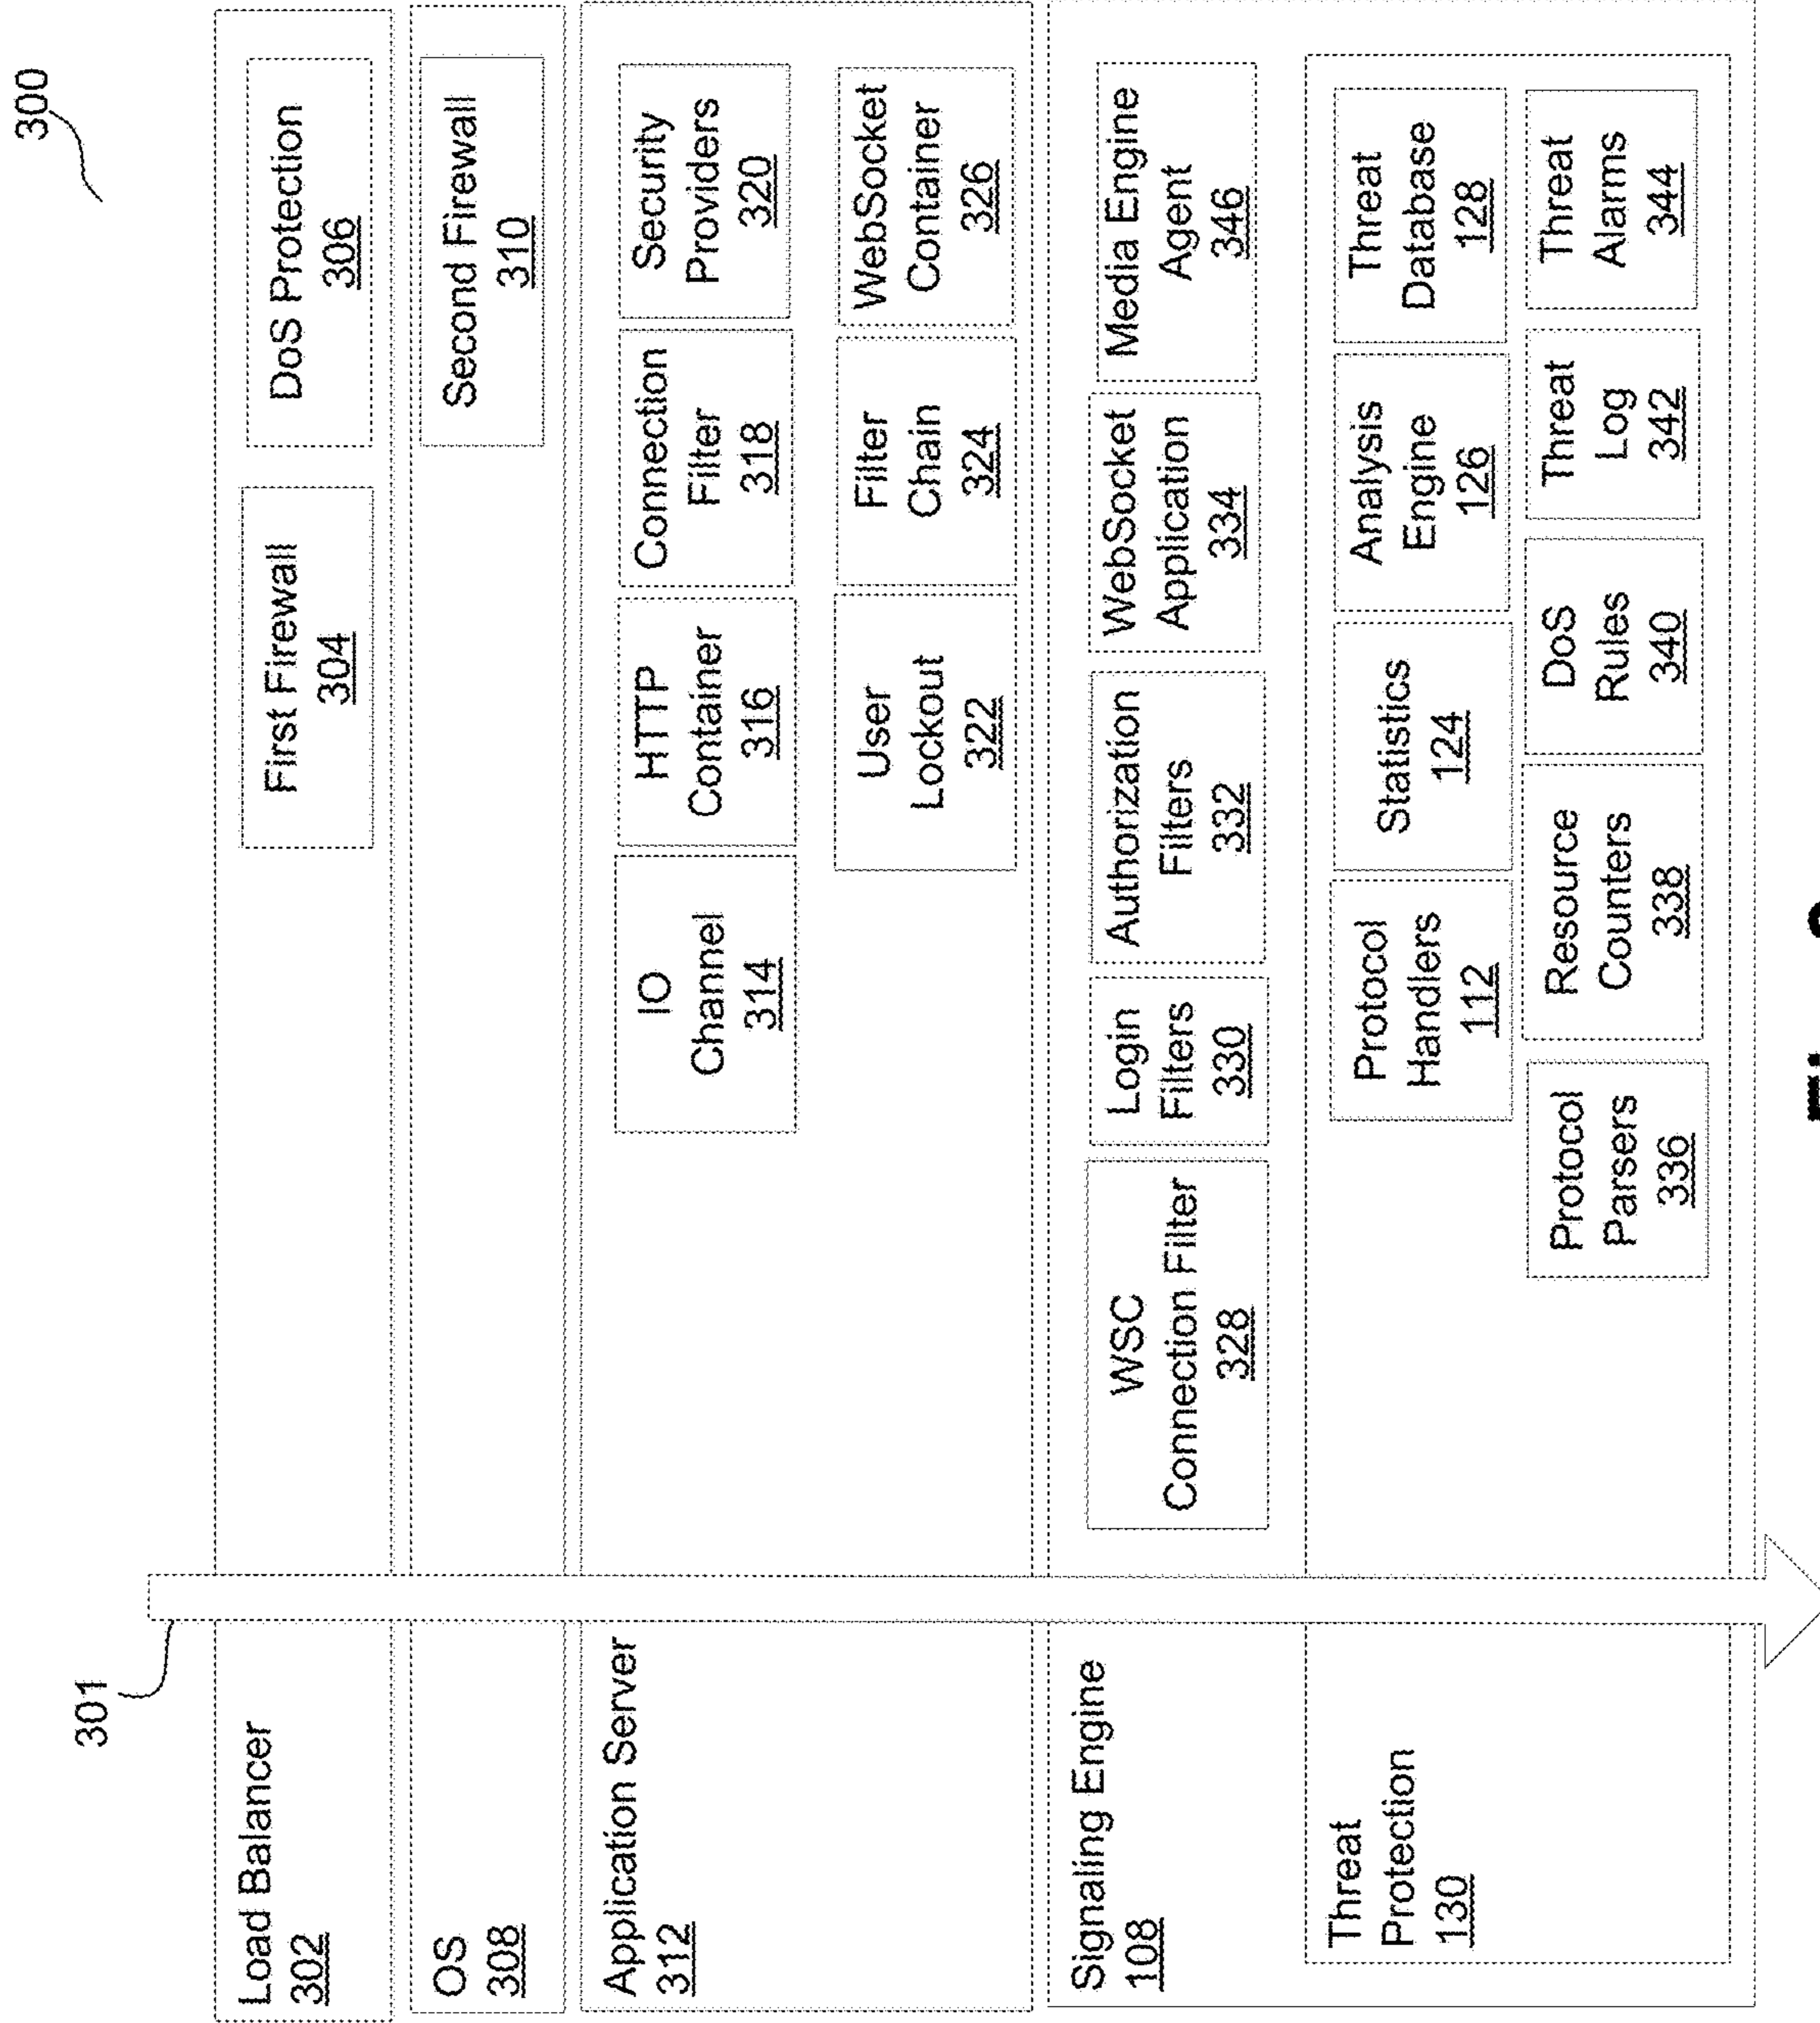 300
301
Load Balancer
302
First Firewall
304
DoS Protection
306
OS
308
Second Firewall
310
Application Server
312
IO
Channel
314
HTTP
Container
316
Connection
Filter
318
Security
Providers
320
User
Lockout
322
Filter
Chain
324
WebSocket
Container
326
Signaling Engine
108
WSC
Connection Filter
328
Login
Filters
330
Authorization
Filters
332
WebSocket
Application
334
Media Engine
Agent
346
Threat
Protection
130
Protocol
Handlers
112
Statistics
124
Analysis
Engine
126
Threat
Database
128
Protocol
Parsers
336
Resource
Counters
338
DoS
Rules
340
Threat
Log
342
Threat
Alarms
344